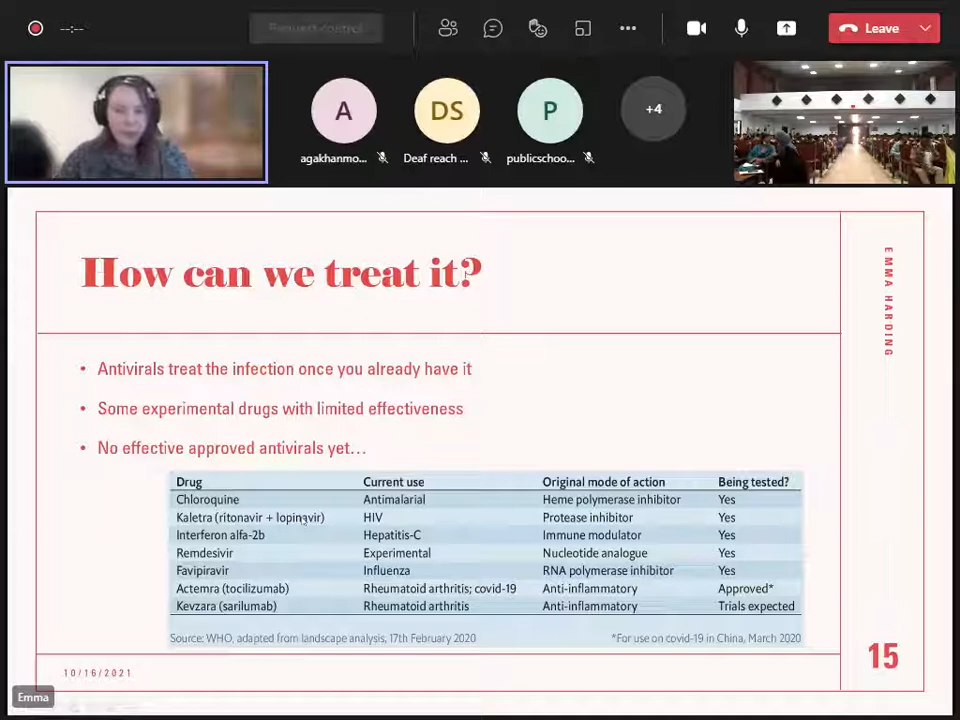 --:--
Request control
Leave
A
DS
P
+4
agakhanmo...
Deaf reach ...
publicschoo...
How can we treat it?
EMMA HARDING
• Antivirals treat the infection once you already have it
• Some experimental drugs with limited effectiveness
• No effective approved antivirals yet...
Drug Current use Original mode of action Being tested?
Chloroquine Antimalarial Heme polymerase inhibitor Yes
Kaletra (ritonavir + lopinavir) HIV Protease inhibitor Yes
Interferon alfa-2b Hepatitis-C Immune modulator Yes
Remdesivir Experimental Nucleotide analogue Yes
Favipiravir Influenza RNA polymerase inhibitor Yes
Actemra (tocilizumab) Rheumatoid arthritis; covid-19 Anti-inflammatory Approved*
Kevzara (sarilumab) Rheumatoid arthritis Anti-inflammatory Trials expected
Source: WHO, adapted from landscape analysis, 17th February 2020 *For use on covid-19 in China, March 2020
15
10/16/2021
Emma